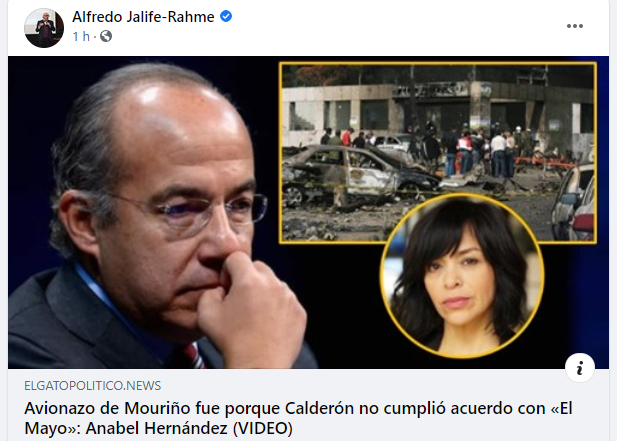 Alfredo Jalife-Rahme
1 h ·
ELGATOPOLITICO.NEWS
Avionazo de Mouriño fue porque Calderón no cumplió acuerdo con «El
Mayo»: Anabel Hernández (VIDEO)